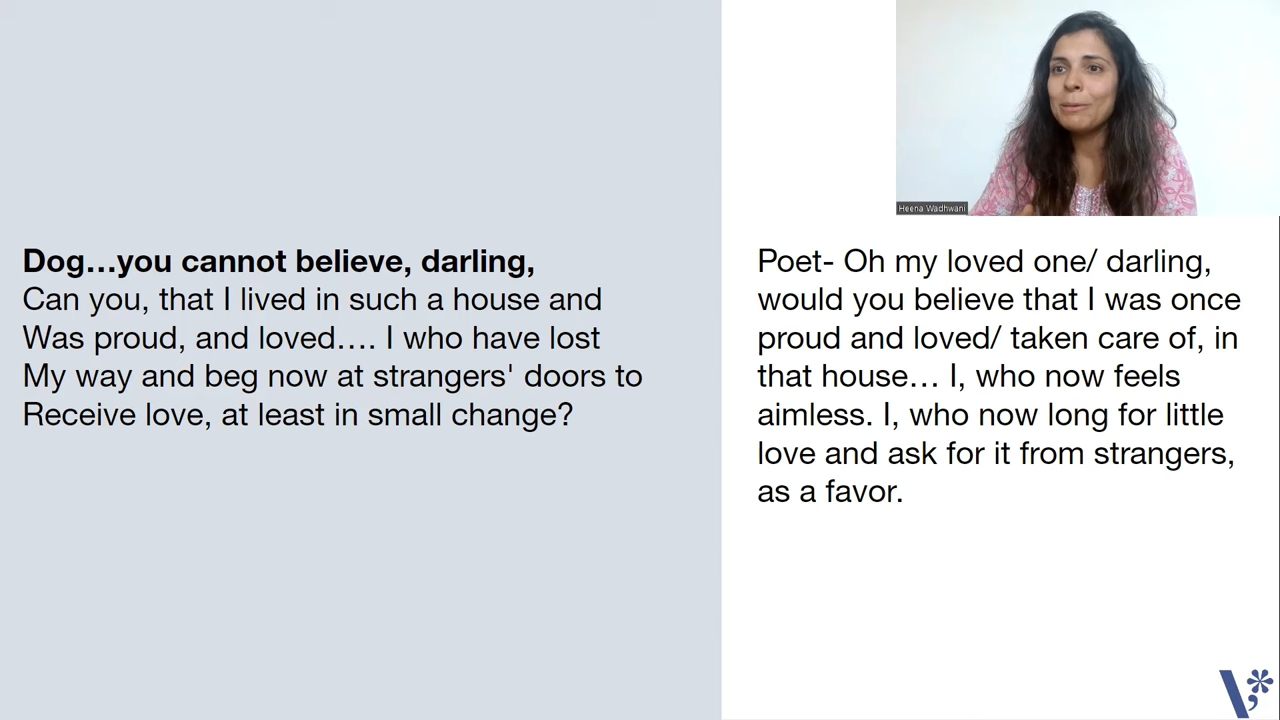 Heena Wadhwani
Dog...you cannot believe, darling,
Can you, that I lived in such a house and
Was proud, and loved.... I who have lost
My way and beg now at strangers' doors to
Receive love, at least in small change?
Poet- Oh my loved one/ darling,
would you believe that I was once
proud and loved/ taken care of, in
that house... I, who now feels
aimless. I, who now long for little
love and ask for it from strangers,
as a favor.